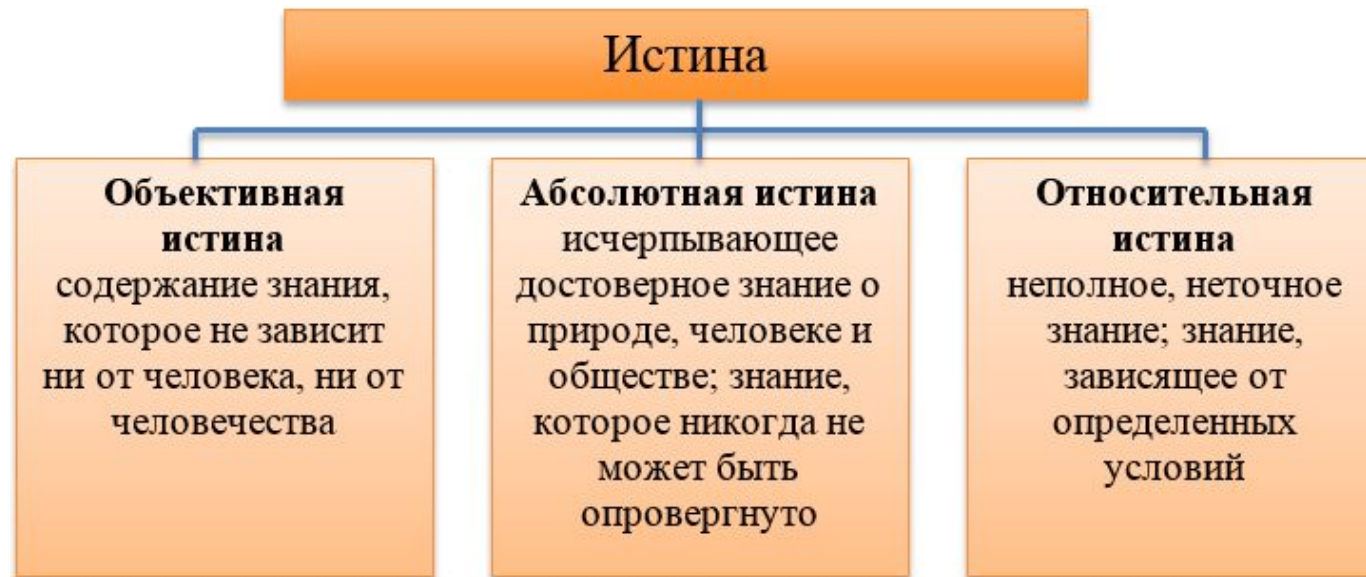 Истина
Объективная
истина
содержание знания,
которое не зависит
ни от человека, ни от
человечества
Абсолютная истина
исчерпывающее
достоверное знание о
природе, человеке и
обществе; знание,
которое никогда не
может быть
опровергнуто
Относительная
истина
неполное, неточное
знание; знание,
зависящее от
определенных
условий